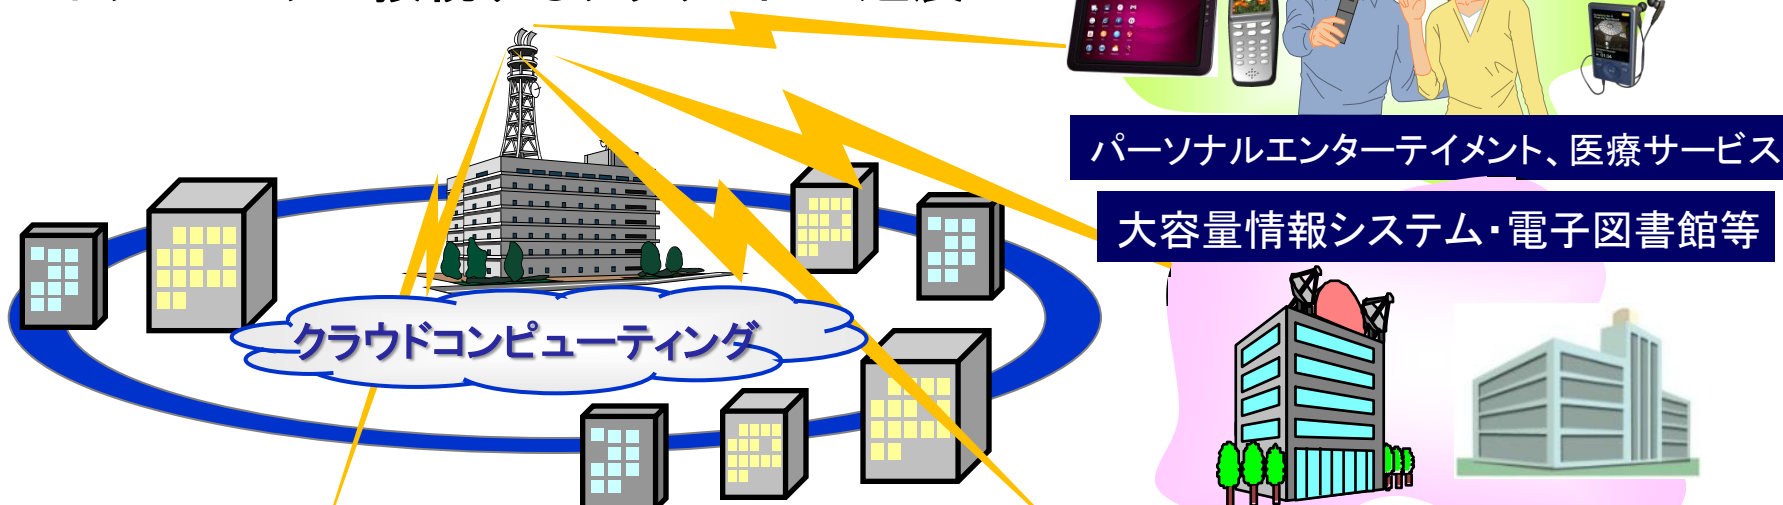 パーソナルエンターテイメント、医療サービス
大容量情報システム・電子図書館等
クラウドコンピューティング